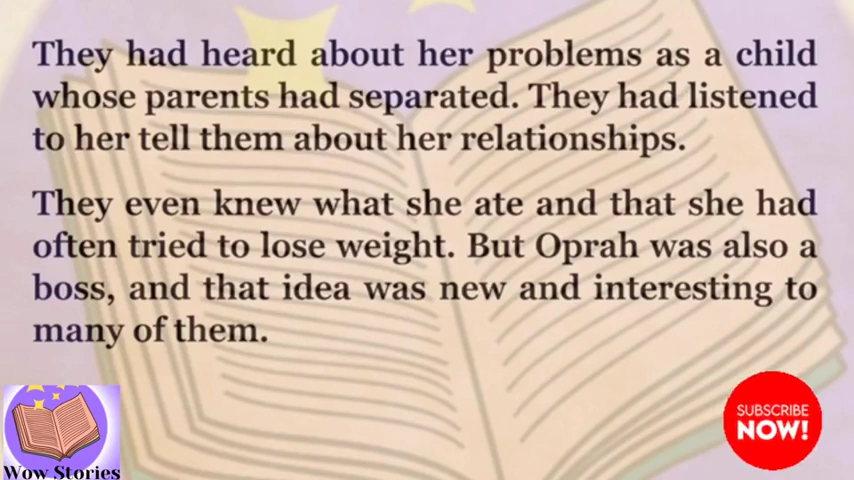 They had heard about her problems as a child
whose parents had separated. They had listened
to her tell them about her relationships.
They even knew what she ate and that she had
often tried to lose weight. But Oprah was also a
boss, and that idea was new and interesting to
many of them.
Wow Stories
SUBSCRIBE
NOW!